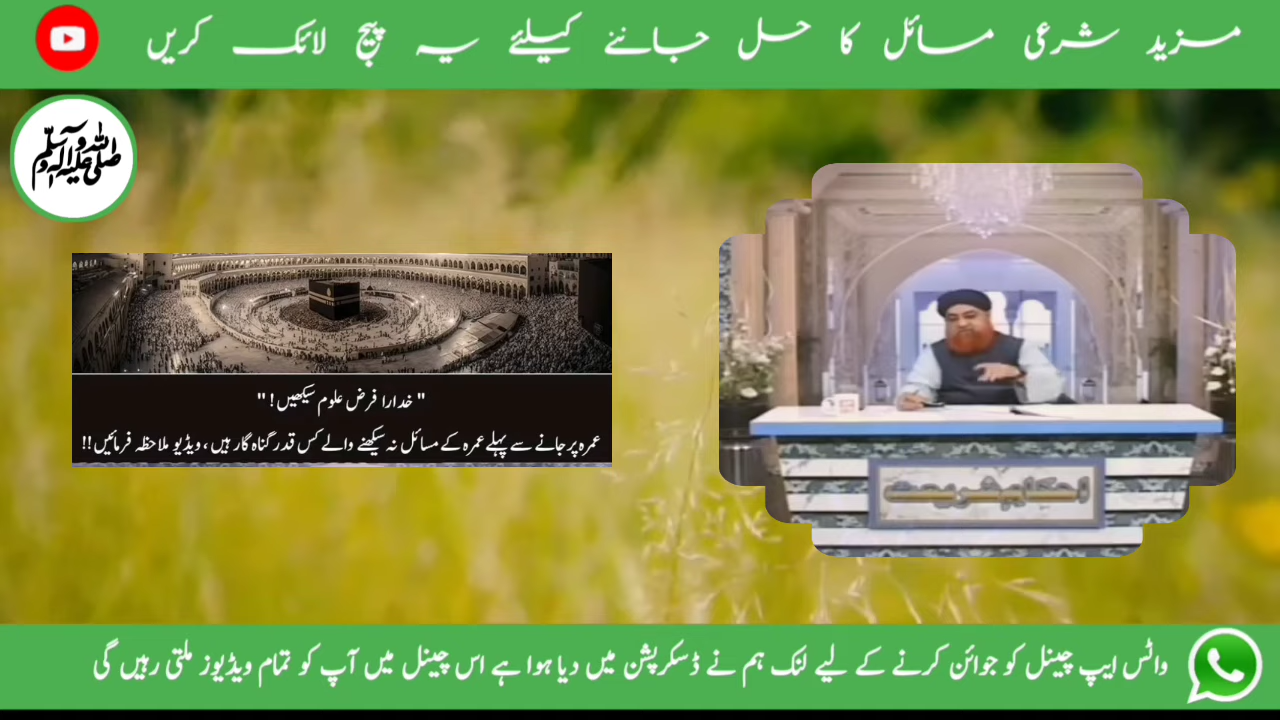 مزید شرعی مسائل کا حل جاننے کیلئے یہ پیج لائک کریں
صلی اللہ علیہ وآلہ وسلم
" خدارا فرض علوم سیکھیں ! "
عمرہ پر جانے سے پہلے عمرہ کے مسائل نہ سیکھنے والے کس قدر گناہ گار ہیں ، ویڈیو ملاحظہ فرمائیں !!
احکام شریعت
واٹس ایپ چینل کو جوائن کرنے کے لیے لنک ہم نے ڈسکرپشن میں دیا ہوا ہے اس چینل میں آپ کو تمام ویڈیوز ملتی رہیں گی